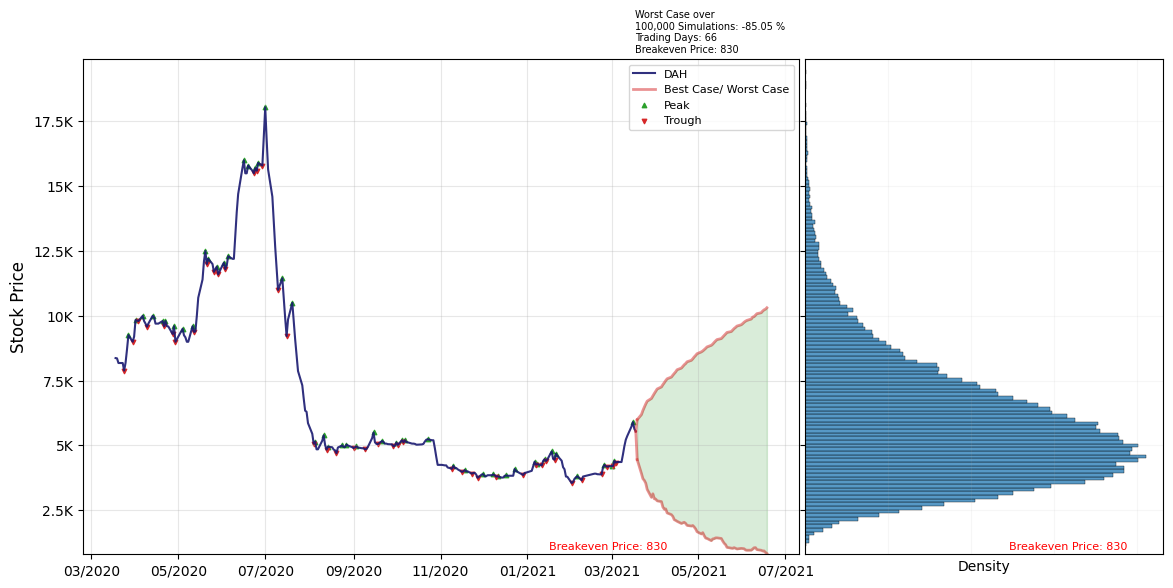 Worst Case over
100,000 Simulations: -85.05 %
Trading Days: 66
Breakeven Price: 830
DAH
Best Case/ Worst Case
Peak
Trough
Stock Price
17.5K
15K
12.5K
10K
7.5K
5K
2.5K
Breakeven Price: 830
Breakeven Price: 830
03/2020
05/2020
07/2020
09/2020
11/2020
01/2021
03/2021
05/2021
07/2021
Density